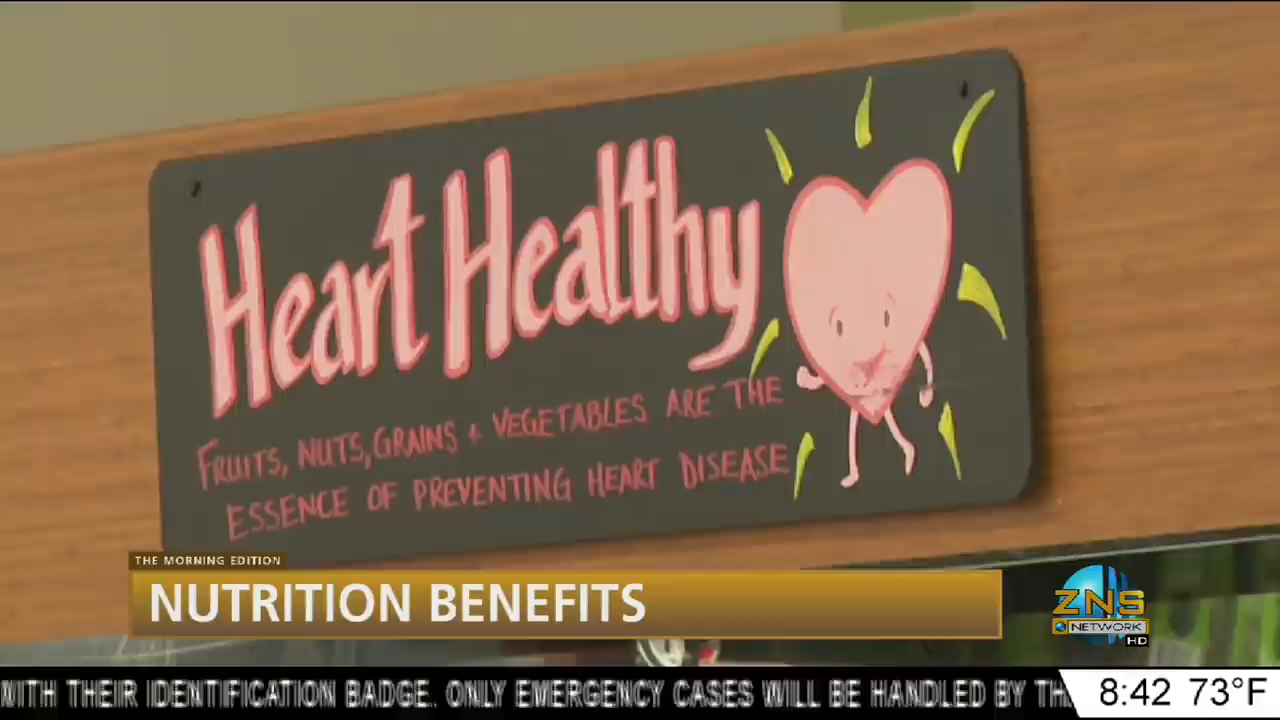 Heart Healthy
FRUITS, NUTS, GRAINS + VEGETABLES ARE THE
ESSENCE OF PREVENTING HEART DISEASE
THE MORNING EDITION
NUTRITION BENEFITS
ZNS
NETWORK
HD
WITH THEIR IDENTIFICATION BADGE. ONLY EMERGENCY CASES WILL BE HANDLED BY
8:42 73°F